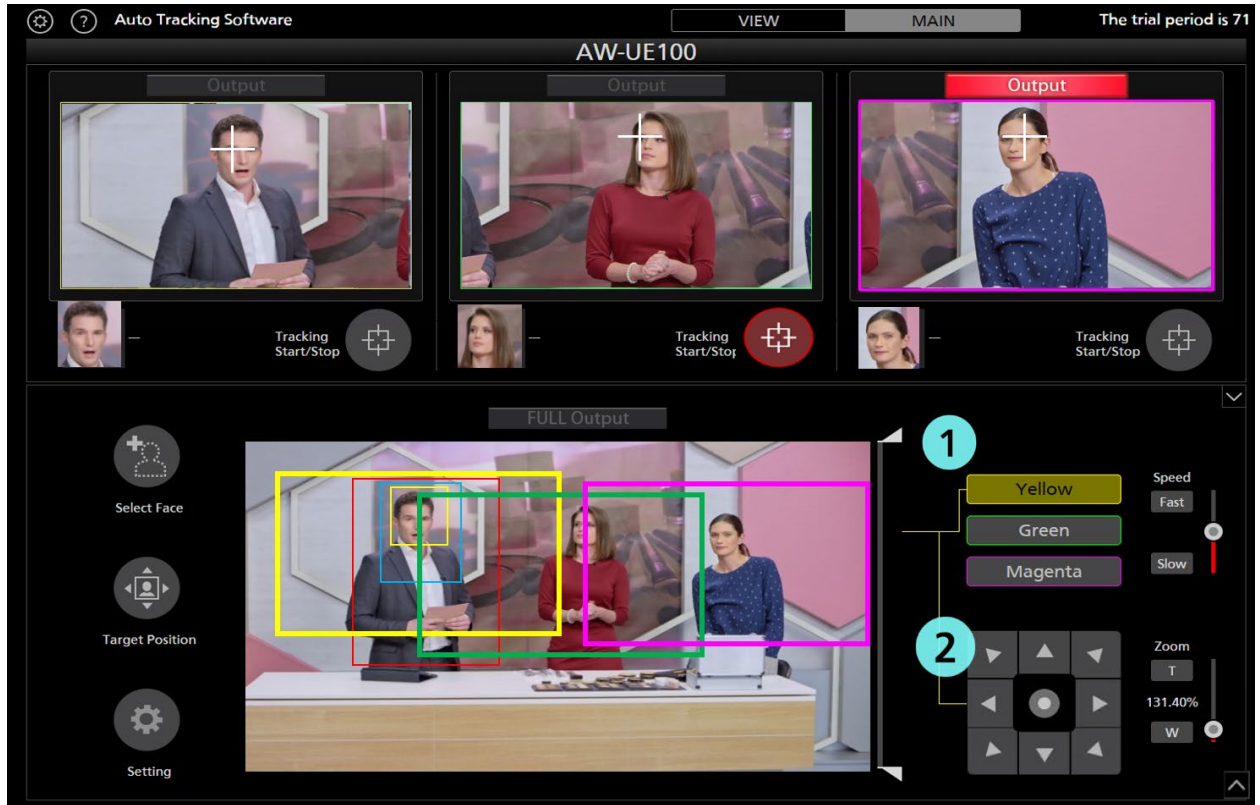 Auto Tracking Software
VIEW
MAIN
The trial period is 71
AW-UE100
Output
Output
Output
---
Tracking
Start/Stop
---
Tracking
Start/Stop
---
Tracking
Start/Stop
FULL Output
Select Face
Target Position
Setting
1
Yellow
Green
Magenta
Speed
Fast
Slow
2
Zoom
T
131.40%
W